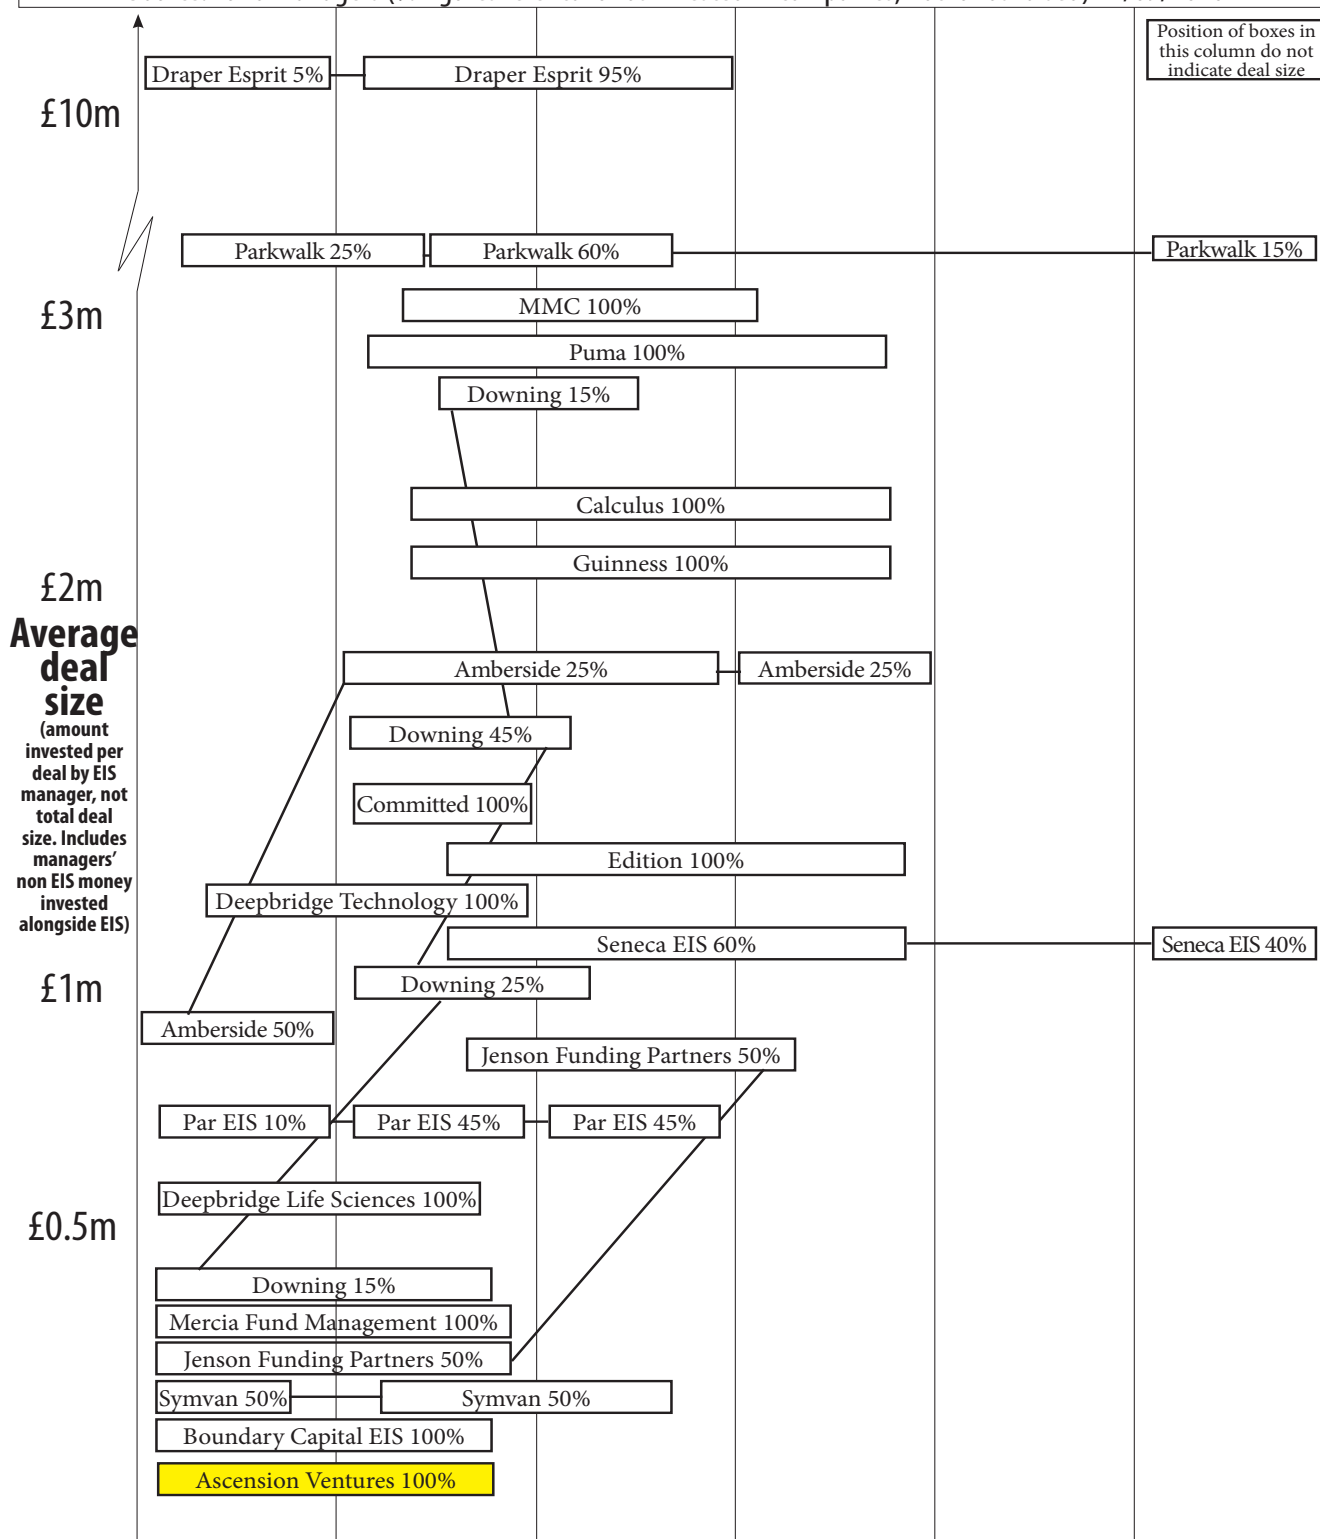 Position of boxes in
this column do not
indicate deal size
Draper Esprit 5%
Draper Esprit 95%
£10m
Parkwalk 25%
Parkwalk 60%
Parkwalk 15%
MMC 100%
£3m
Puma 100%
Downing 15%
Calculus 100%
Guinness 100%
£2m
Average
deal
size
(amount
invested per
deal by EIS
manager, not
total deal
size. Includes
managers’
non EIS money
invested
alongside EIS)
Amberside 25%
Amberside 25%
Downing 45%
Committed 100%
Edition 100%
Deepbridge Technology 100%
Seneca EIS 60%
Seneca EIS 40%
£1m
Downing 25%
Amberside 50%
Jenson Funding Partners 50%
Par EIS 10%
Par EIS 45%
Par EIS 45%
Deepbridge Life Sciences 100%
£0.5m
Downing 15%
Mercia Fund Management 100%
Jenson Funding Partners 50%
Symvan 50%
Symvan 50%
Boundary Capital EIS 100%
Ascension Ventures 100%